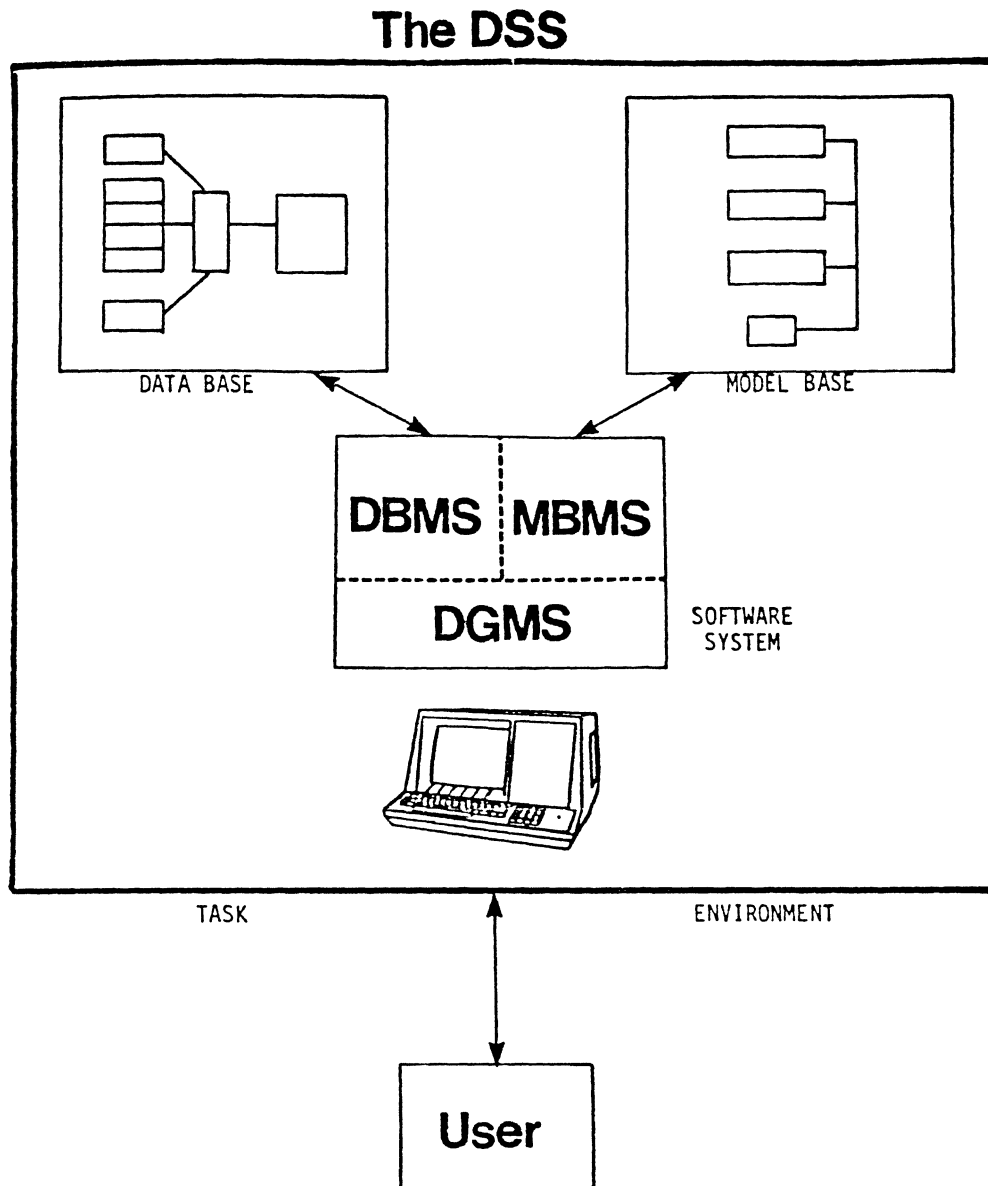 The DSS
DATA BASE
MODEL BASE
DBMS
MBMS
DGMS
SOFTWARE
SYSTEM
TASK
ENVIRONMENT
User